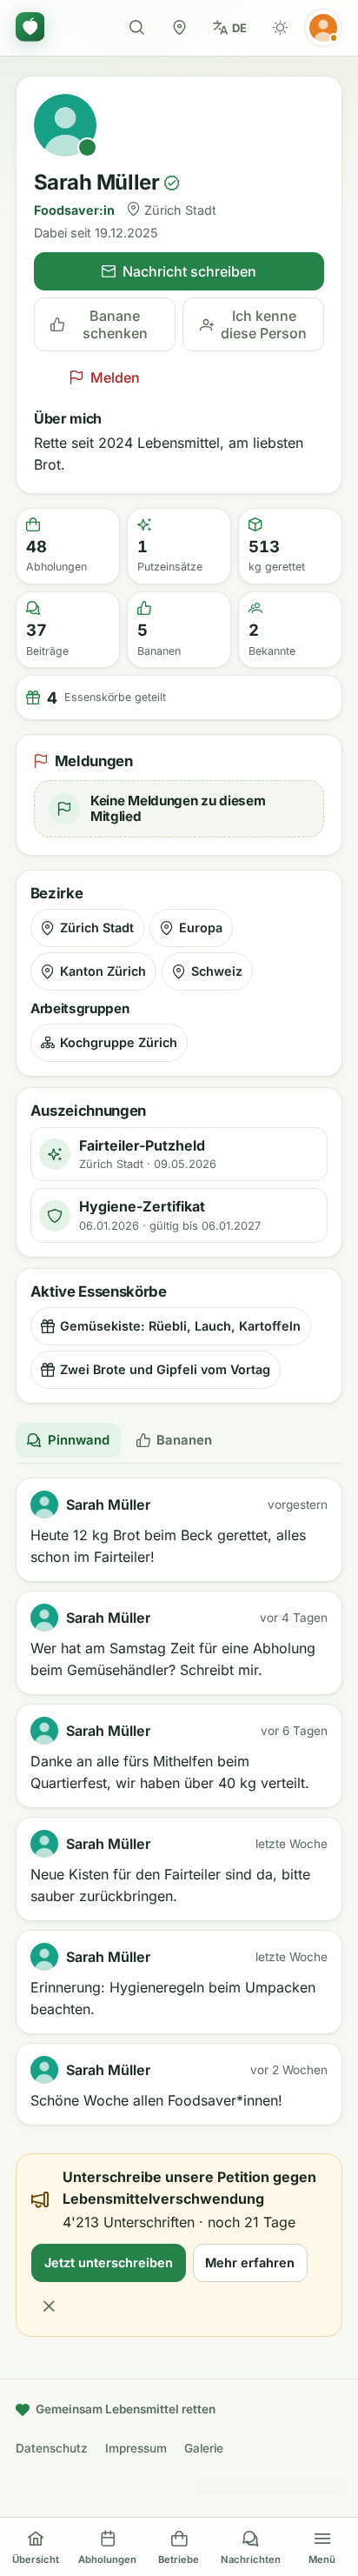 DE
Sarah Müller
Foodsaver:in Zürich Stadt
Dabei seit 19.12.2025
Nachricht schreiben
Banane schenken
Ich kenne diese Person
Melden
Über mich
Rette seit 2024 Lebensmittel, am liebsten
Brot.
48
Abholungen
1
Putzeinsätze
513
kg gerettet
37
Beiträge
5
Bananen
2
Bekannte
4 Essenskörbe geteilt
Meldungen
Keine Meldungen zu diesem
Mitglied
Bezirke
Zürich Stadt
Europa
Kanton Zürich
Schweiz
Arbeitsgruppen
Kochgruppe Zürich
Auszeichnungen
Fairteiler-Putzheld
Zürich Stadt · 09.05.2026
Hygiene-Zertifikat
06.01.2026 · gültig bis 06.01.2027
Aktive Essenskörbe
Gemüsekiste: Rüebli, Lauch, Kartoffeln
Zwei Brote und Gipfeli vom Vortag
Pinnwand
Bananen
Sarah Müller vorgestern
Heute 12 kg Brot beim Beck gerettet, alles
schon im Fairteiler!
Sarah Müller vor 4 Tagen
Wer hat am Samstag Zeit für eine Abholung
beim Gemüsehändler? Schreibt mir.
Sarah Müller vor 6 Tagen
Danke an alle fürs Mithelfen beim
Quartierfest, wir haben über 40 kg verteilt.
Sarah Müller letzte Woche
Neue Kisten für den Fairteiler sind da, bitte
sauber zurückbringen.
Sarah Müller letzte Woche
Erinnerung: Hygieneregeln beim Umpacken
beachten.
Sarah Müller vor 2 Wochen
Schöne Woche allen Foodsaver*innen!
Unterschreibe unsere Petition gegen
Lebensmittelverschwendung
4'213 Unterschriften · noch 21 Tage
Jetzt unterschreiben
Mehr erfahren
Gemeinsam Lebensmittel retten
Datenschutz Impressum Galerie
Übersicht Abholungen Betriebe Nachrichten Menü